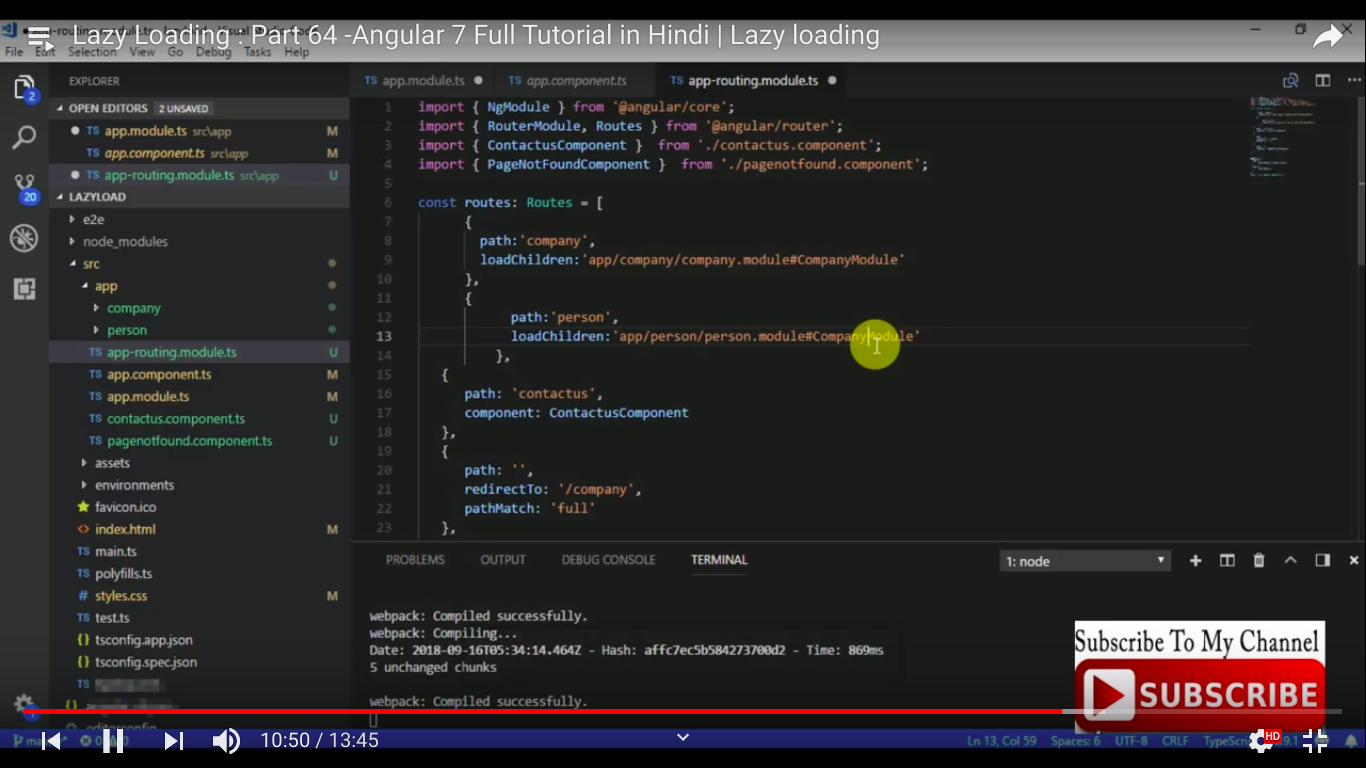 Lazy Loading : Part 64 -Angular 7 Full Tutorial in Hindi | Lazy loading
File Edit Selection View Go Debug Tasks Help
EXPLORER
OPEN EDITORS 2 UNSAVED
TS app.module.ts src\app M
TS app.component.ts src\app M
TS app-routing.module.ts src\app U
LAZYLOAD
e2e
node_modules
src
app
company
person
TS app-routing.module.ts U
TS app.component.ts M
TS app.module.ts M
TS contactus.component.ts U
TS pagenotfound.component.ts U
assets
environments
favicon.ico
<> index.html M
TS main.ts
TS polyfills.ts
# styles.css M
TS test.ts
{} tsconfig.app.json
{} tsconfig.spec.json
TS
{}
.editorconfig
2
20
TS app.module.ts TS app.component.ts TS app-routing.module.ts
1 import { NgModule } from '@angular/core';
2 import { RouterModule, Routes } from '@angular/router';
3 import { ContactusComponent } from './contactus.component';
4 import { PageNotFoundComponent } from './pagenotfound.component';
5
6 const routes: Routes = [
7 {
8 path:'company',
9 loadChildren:'app/company/company.module#CompanyModule'
10 },
11 {
12 path:'person',
13 loadChildren:'app/person/person.module#CompanyModule'
14 },
15 {
16 path: 'contactus',
17 component: ContactusComponent
18 },
19 {
20 path: '',
21 redirectTo: '/company',
22 pathMatch: 'full'
23 },
PROBLEMS OUTPUT DEBUG CONSOLE TERMINAL 1: node
webpack: Compiled successfully.
webpack: Compiling...
Date: 2018-09-16T05:34:14.464Z - Hash: affc7ec5b584273700d2 - Time: 869ms
5 unchanged chunks
webpack: Compiled successfully.
Subscribe To My Channel
SUBSCRIBE
10:50 / 13:45
Ln 13, Col 59 Spaces: 6 UTF-8 CRLF
HD